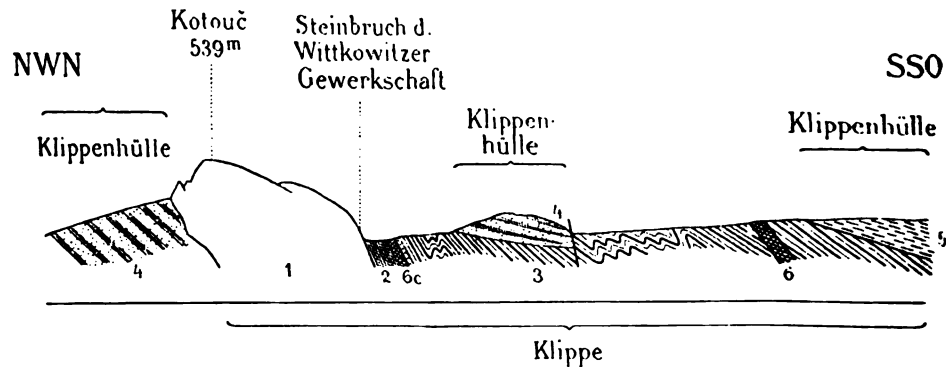 Kotouč
539ᵐ
Steinbruch d.
Wittkowitzer
Gewerkschaft
NWN
SSO
Klippenhülle
Klippen-
hülle
Klippenhülle
4
1
2
6c
3
4
6
5
Klippe